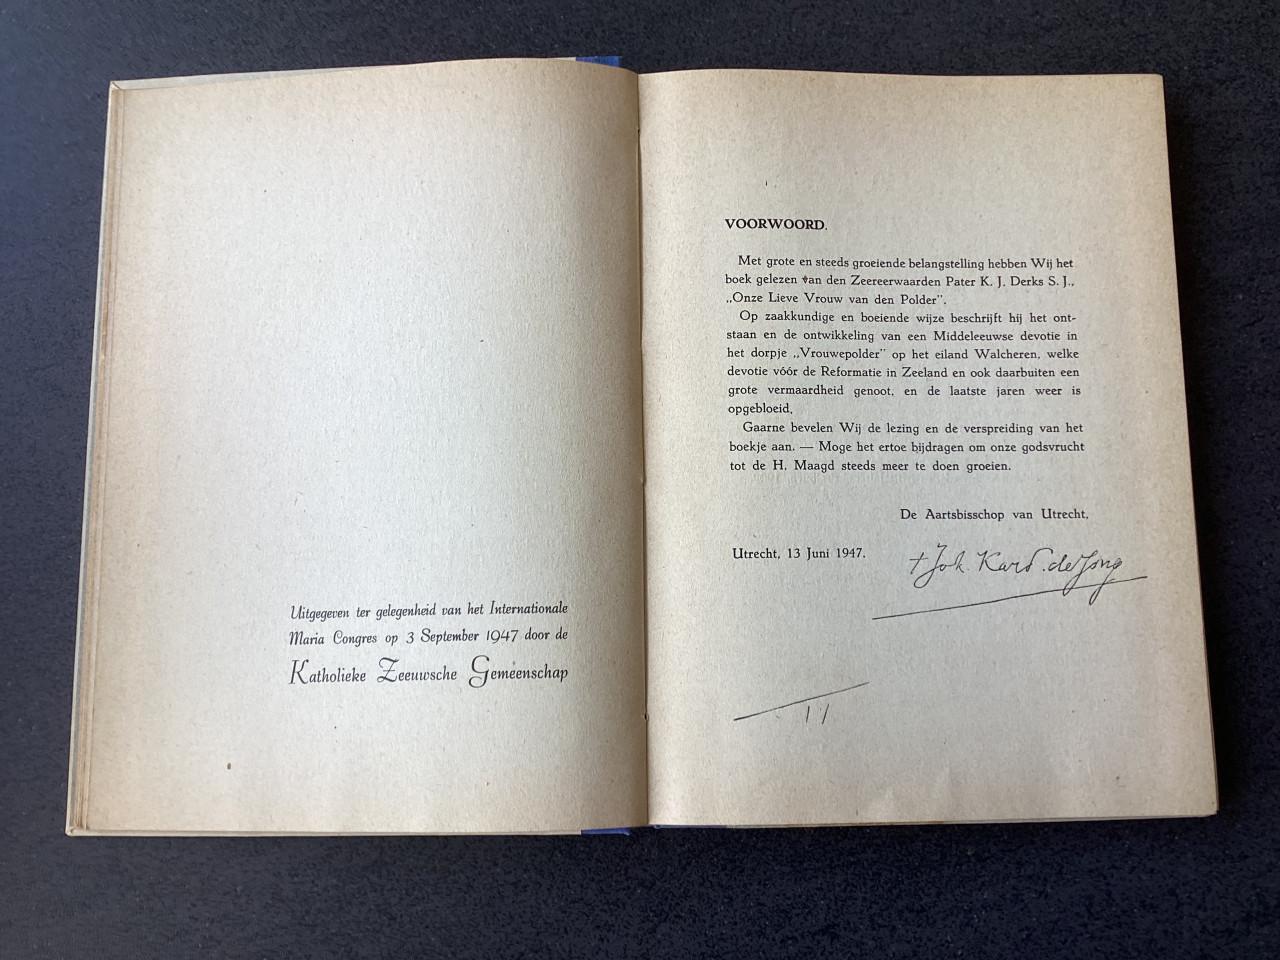 Uitgegeven ter gelegenheid van het Internationale
Maria Congres op 3 September 1947 door de
Katholieke Zeeuwsche Gemeenschap
VOORWOORD.
Met grote en steeds groeiende belangstelling hebben Wij het
boek gelezen van den Zeereerwaarden Pater K. J. Derks S. J.,
„Onze Lieve Vrouw van den Polder”.
Op zaakkundige en boeiende wijze beschrijft hij het ont-
staan en de ontwikkeling van een Middeleeuwse devotie in
het dorpje „Vrouwepolder” op het eiland Walcheren, welke
devotie vóór de Reformatie in Zeeland en ook daarbuiten een
grote vermaardheid genoot, en de laatste jaren weer is
opgebloeid.
Gaarne bevelen Wij de lezing en de verspreiding van het
boekje aan. — Moge het ertoe bijdragen om onze godsvrucht
tot de H. Maagd steeds meer te doen groeien.
De Aartsbisschop van Utrecht,
Utrecht, 13 Juni 1947.
† Joh. Kard. de Jong